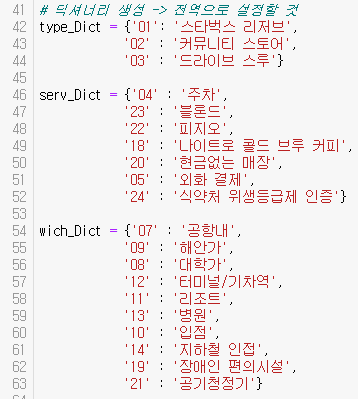 41 # 딕셔너리 생성 -> 전역으로 설정할 것
42 type_Dict = {'01': '스타벅스 리저브',
43 '02' : '커뮤니티 스토어',
44 '03' : '드라이브 스루'}
45
46 serv_Dict = {'04' : '주차',
47 '23' : '블론드',
48 '22' : '피지오',
49 '18' : '나이트로 콜드 브루 커피',
50 '20' : '현금없는 매장',
51 '05' : '외화 결제',
52 '24' : '식약처 위생등급제 인증'}
53
54 wich_Dict = {'07' : '공항내',
55 '09' : '해안가',
56 '08' : '대학가',
57 '12' : '터미널/기차역',
58 '11' : '리조트',
59 '13' : '병원',
60 '10' : '입점',
61 '14' : '지하철 인접',
62 '19' : '장애인 편의시설',
63 '21' : '공기청정기'}